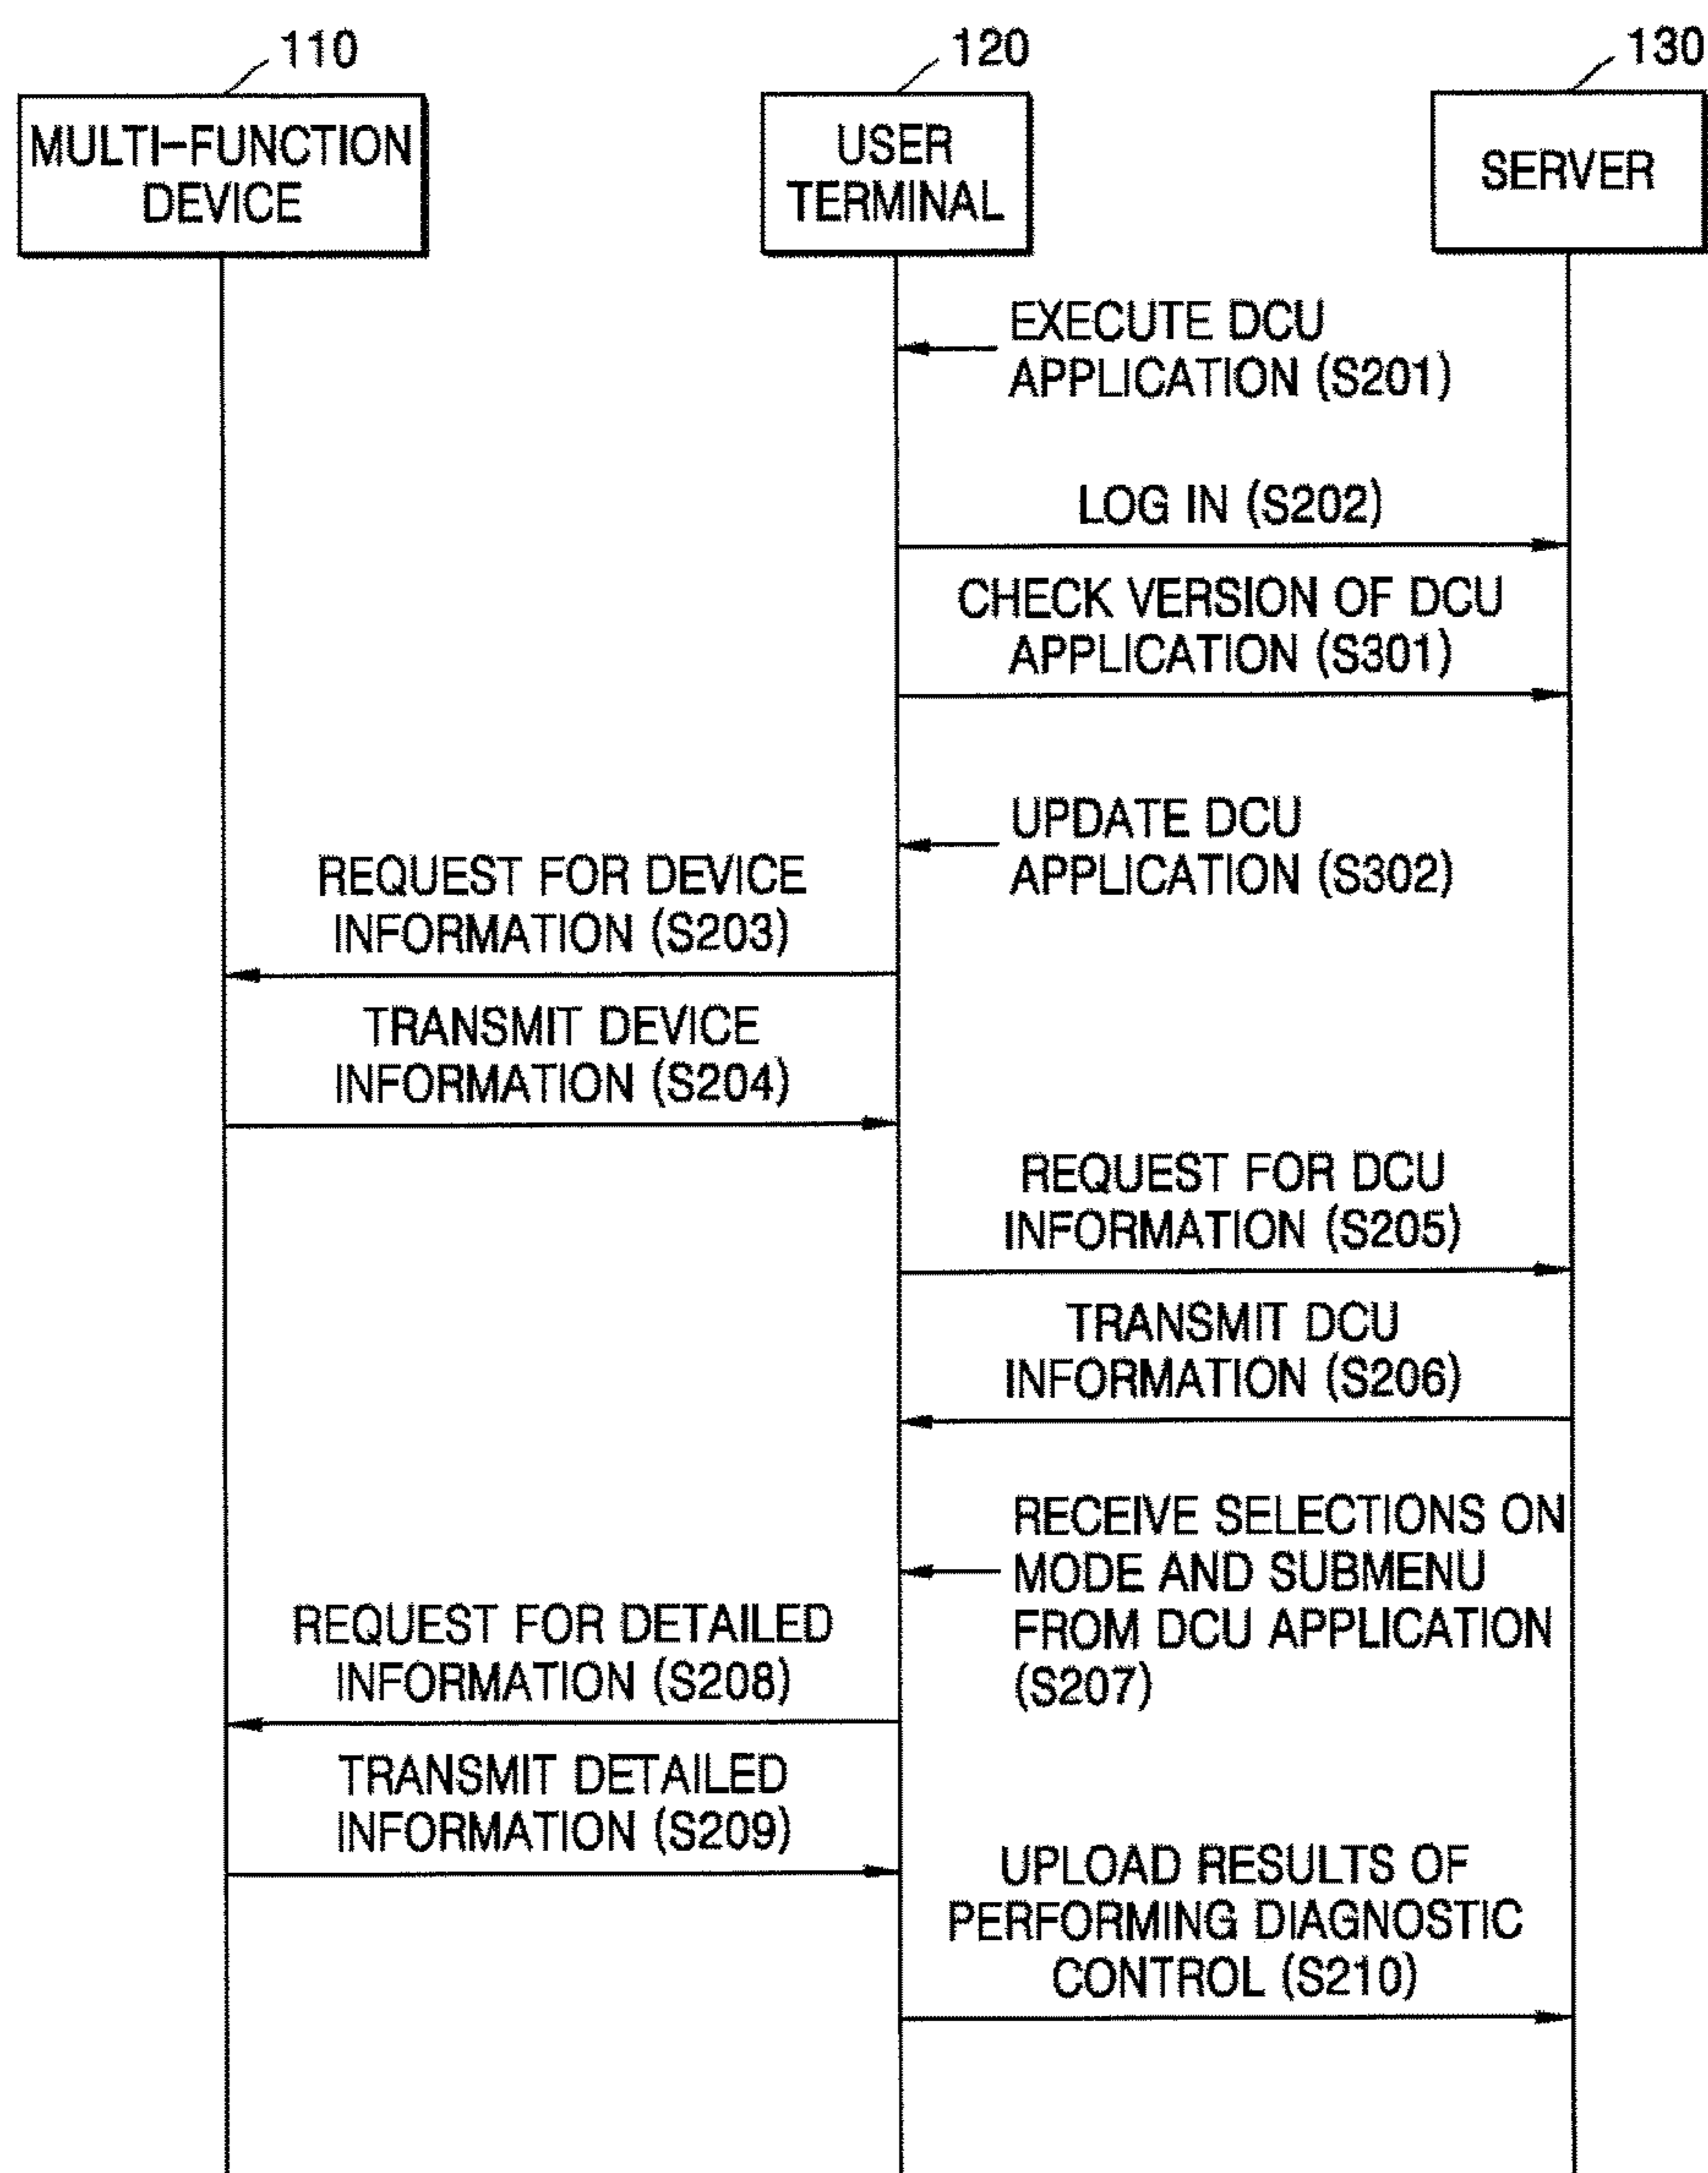 110
120
130
MULTI-FUNCTION
DEVICE
USER
TERMINAL
SERVER
EXECUTE DCU
APPLICATION (S201)
LOG IN (S202)
CHECK VERSION OF DCU
APPLICATION (S301)
UPDATE DCU
APPLICATION (S302)
REQUEST FOR DEVICE
INFORMATION (S203)
TRANSMIT DEVICE
INFORMATION (S204)
REQUEST FOR DCU
INFORMATION (S205)
TRANSMIT DCU
INFORMATION (S206)
RECEIVE SELECTIONS ON
MODE AND SUBMENU
FROM DCU APPLICATION
(S207)
REQUEST FOR DETAILED
INFORMATION (S208)
TRANSMIT DETAILED
INFORMATION (S209)
UPLOAD RESULTS OF
PERFORMING DIAGNOSTIC
CONTROL (S210)